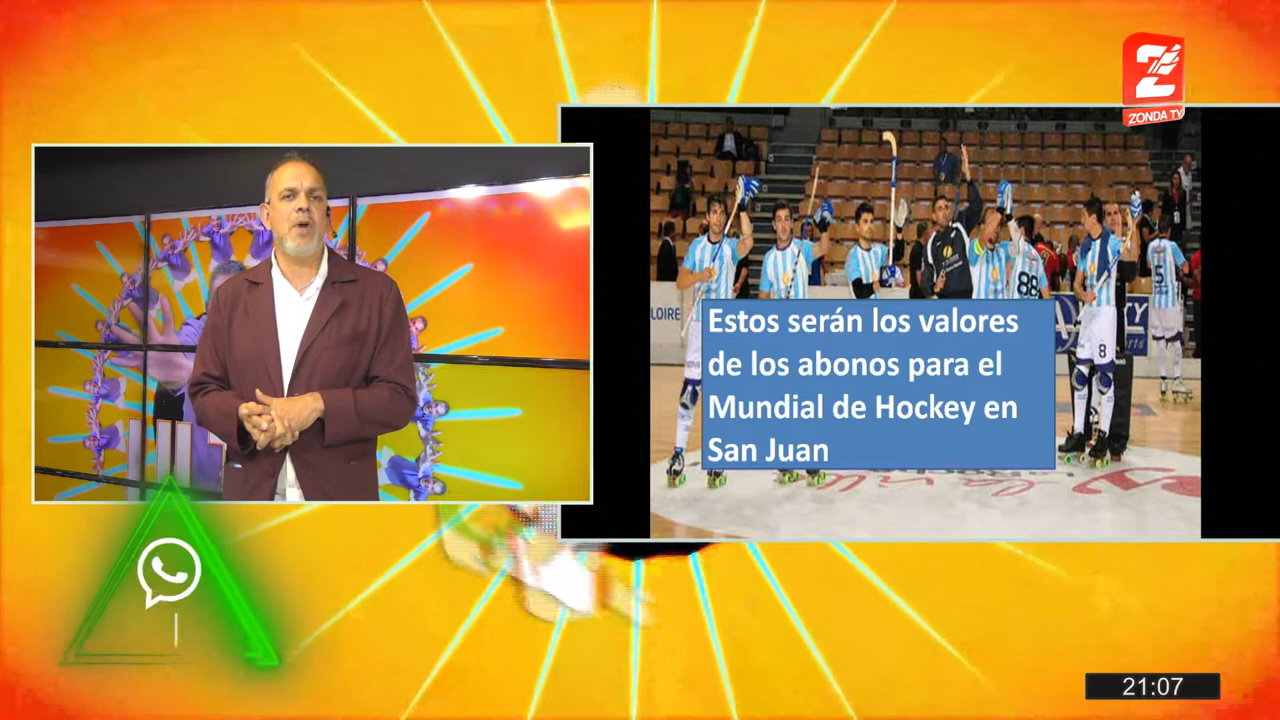 ZONDA TV
LOIRE
88
5
8
Estos serán los valores
de los abonos para el
Mundial de Hockey en
San Juan
21:07